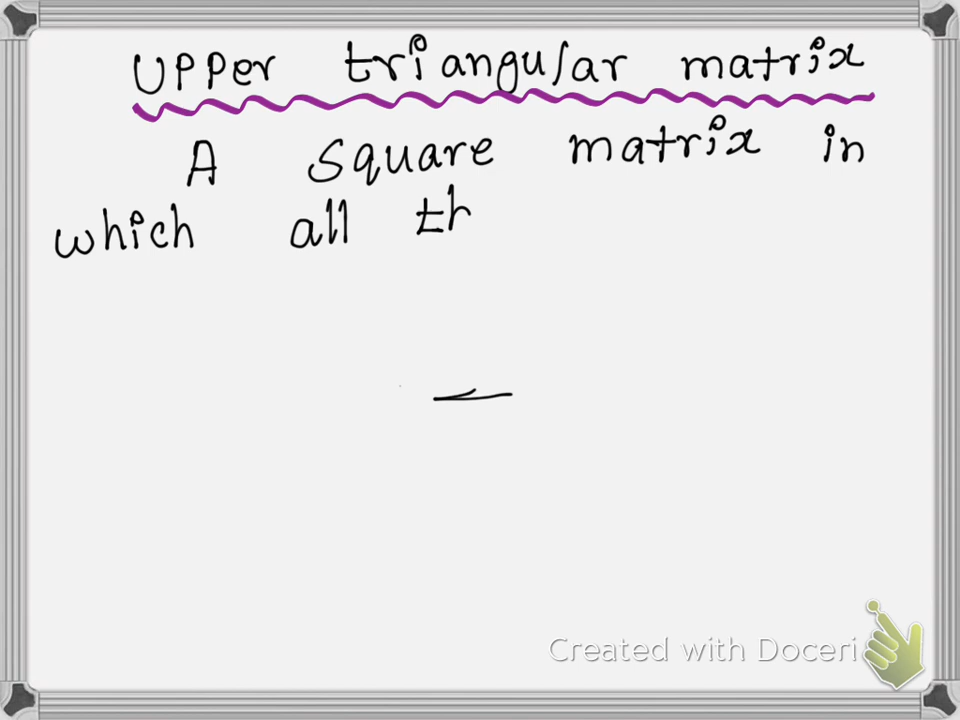 Upper triangular matrix
A Square matrix in
which all th
Created with Doceri